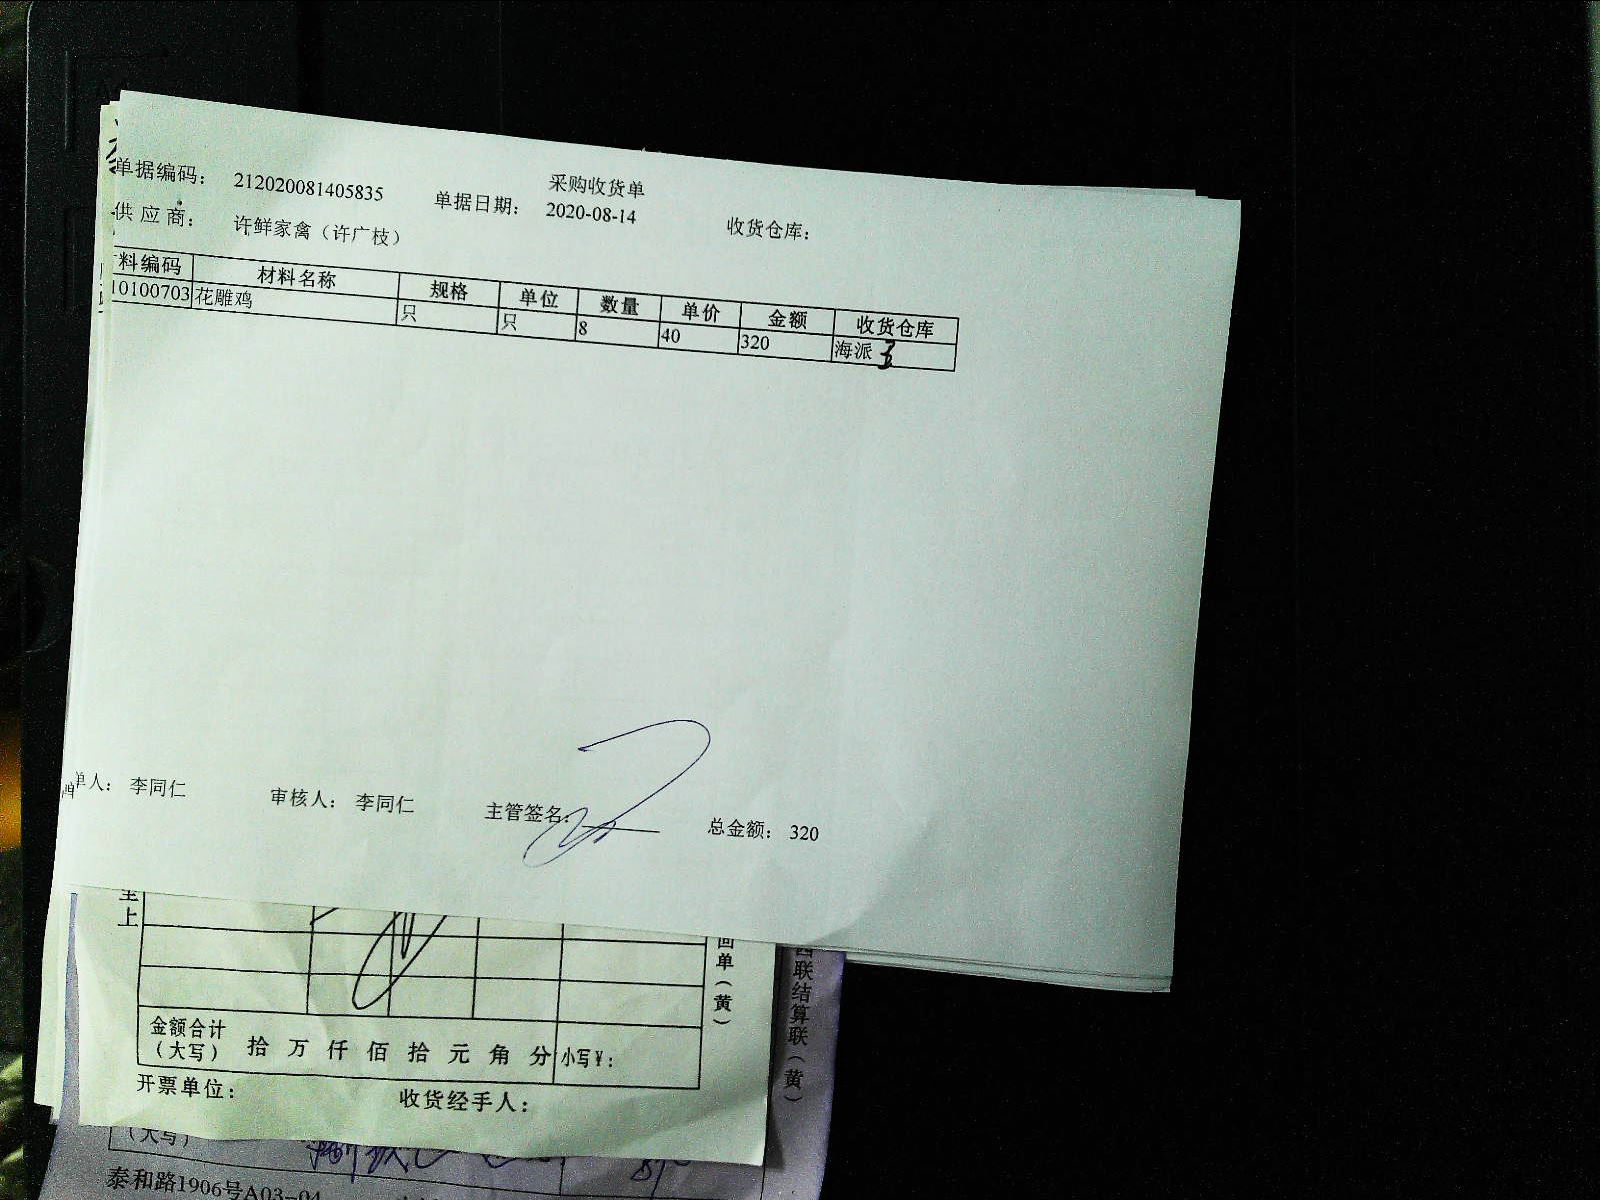 采购收货单
单据编码： 212020081405835 单据日期： 2020-08-14 收货仓库：
供应商： 许鲜家禽（许广枝）
料编码 材料名称 规格 单位 数量 单价 金额 收货仓库
10100703 花雕鸡 只 只 8 40 320 海派
单人： 李同仁 审核人： 李同仁 主管签名： 总金额： 320
上
回单（黄）
联结算联（黄）
金额合计
（大写） 拾 万 仟 佰 拾 元 角 分 小写¥：
开票单位： 收货经手人：
（大写）
泰和路1906号A03-04